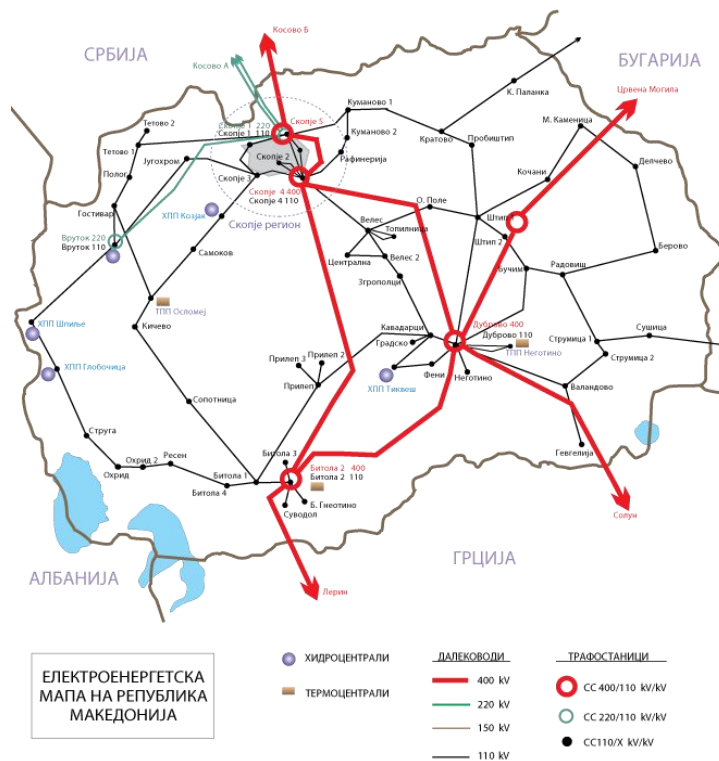 СРБИЈА
Косово Б
Косово А
БУГАРИЈА
Црвена Могила
К. Паланка
Куманово 1
Тетово 2
Скопје 5
Скопје 1 220
Скопје 1 110
Куманово 2
Кратово
Пробиштип
М. Каменица
Тетово 1
Југохром
Скопје 2
Рафинерија
Делчево
Полог
Скопје 3
Кочани
Скопје 4 400
Скопје 4 110
Гостивар
ХПП Козјак
О. Поле
Скопје регион
Велес
Штип 1
Вруток 220
Вруток 110
Топилница
Штип 2
Самоков
Централна
Велес 2
Берово
Бучим
Радовиш
Згрополци
ТПП Осломеј
ХПП Шпиље
Кичево
Кавадарци
Дуброво 400
Градско
Дуброво 110
Струмица 1
Сушица
ТПП Неготино
Струмица 2
Прилеп 3
Прилеп 2
ХПП Глобочица
Фени
Неготино
Прилеп
ХПП Тиквеш
Валандово
Сопотница
Струга
Гевгелија
Битола 3
Охрид 2
Ресен
Охрид
Битола 1
Битола 2 400
Битола 2 110
Битола 4
Б. Гнеотино
Суводол
Солун
ГРЦИЈА
АЛБАНИЈА
Лерин
ЕЛЕКТРОЕНЕРГЕТСКА
МАПА НА РЕПУБЛИКА
МАКЕДОНИЈА
ХИДРОЦЕНТРАЛИ
ТЕРМОЦЕНТРАЛИ
ДАЛЕКОВОДИ
400 kV
220 kV
150 kV
110 kV
ТРАФОСТАНИЦИ
СС 400/110 kV/kV
СС 220/110 kV/kV
СС110/X kV/kV